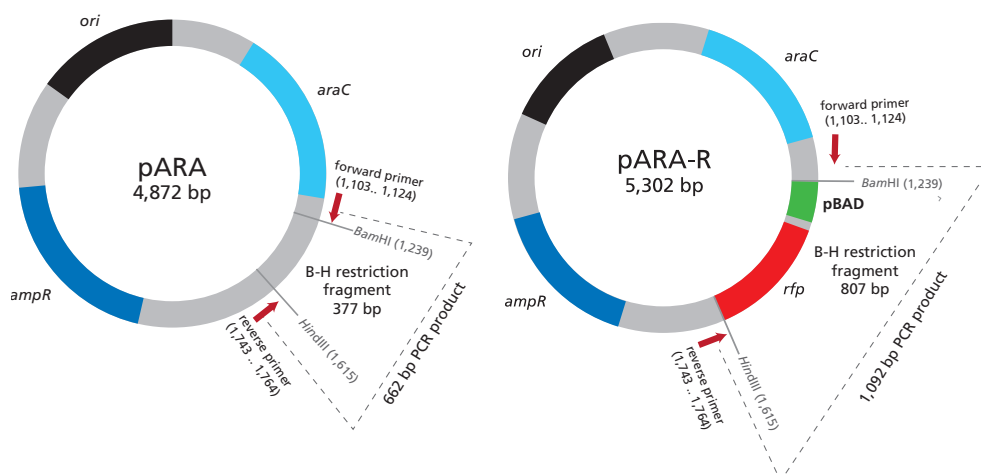 ori
araC
pARA
4,872 bp
forward primer
(1,103.. 1,124)
BamHI (1,239)
B-H restriction
fragment
377 bp
HindIII (1,615)
reverse primer
(1,743 .. 1,764)
662 bp PCR product
ampR
ori
araC
pARA-R
5,302 bp
forward primer
(1,103.. 1,124)
BamHI (1,239)
pBAD
B-H restriction
fragment
807 bp
rfp
HindIII (1,615)
reverse primer
(1,743 .. 1,764)
1,092 bp PCR product
ampR